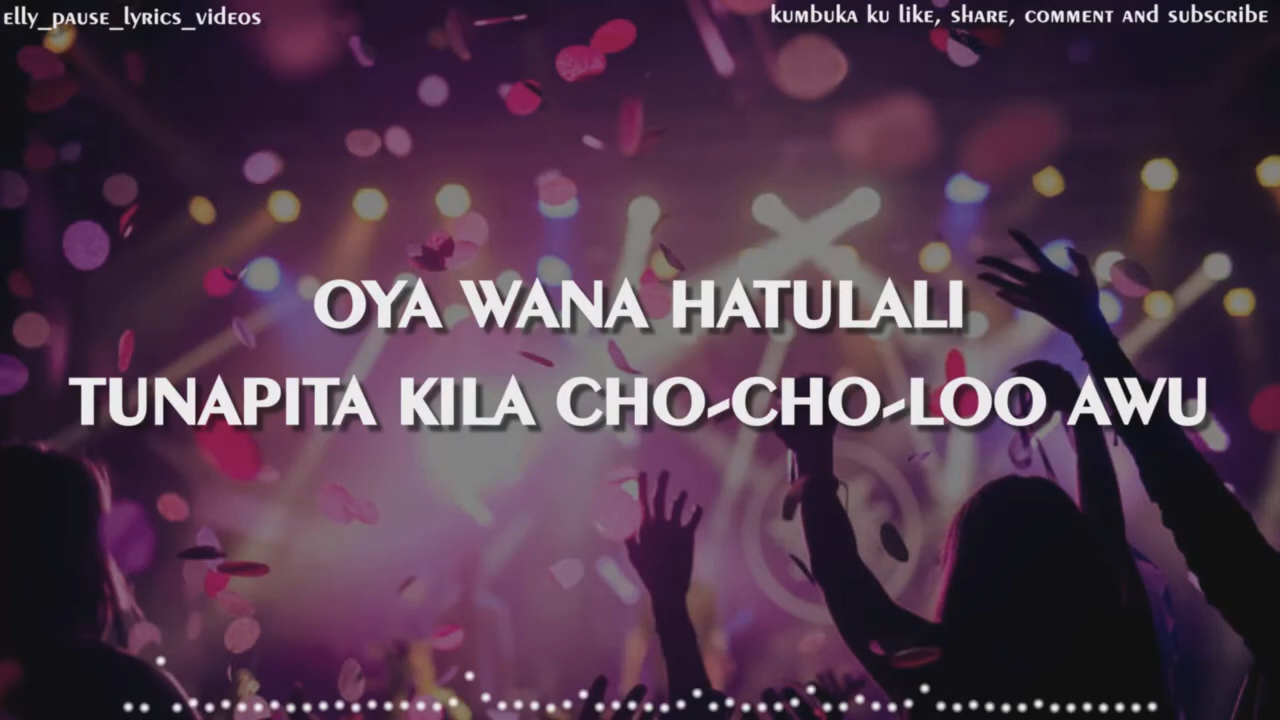 elly_pause_lyrics_videos
kumbuka ku like, share, comment and subscribe
OYA WANA HATULALI
TUNAPITA KILA CHO-CHO-LOO AWU